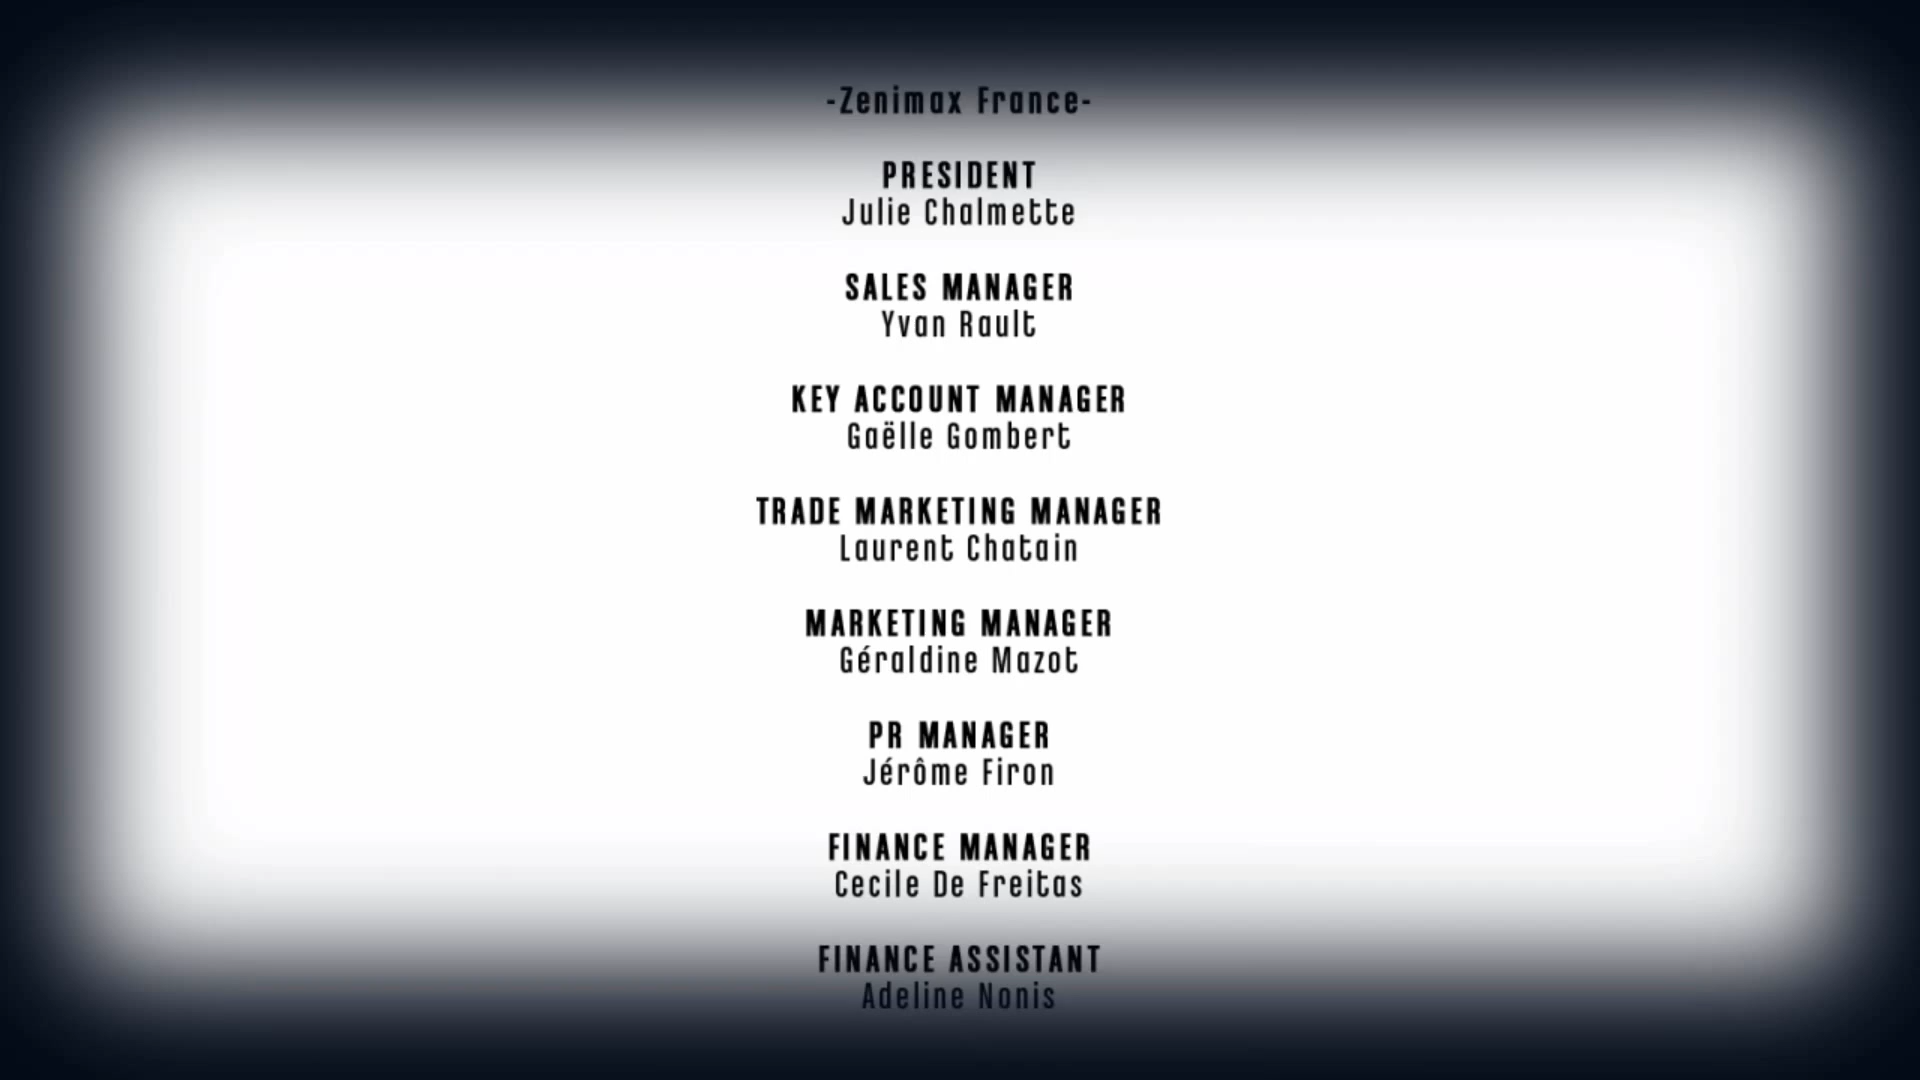 -Zenimax France-
PRESIDENT
Julie Chalmette
SALES MANAGER
Yvan Rault
KEY ACCOUNT MANAGER
Gaëlle Gombert
TRADE MARKETING MANAGER
Laurent Chatain
MARKETING MANAGER
Géraldine Mazot
PR MANAGER
Jérôme Firon
FINANCE MANAGER
Cecile De Freitas
FINANCE ASSISTANT
Adeline Nonis